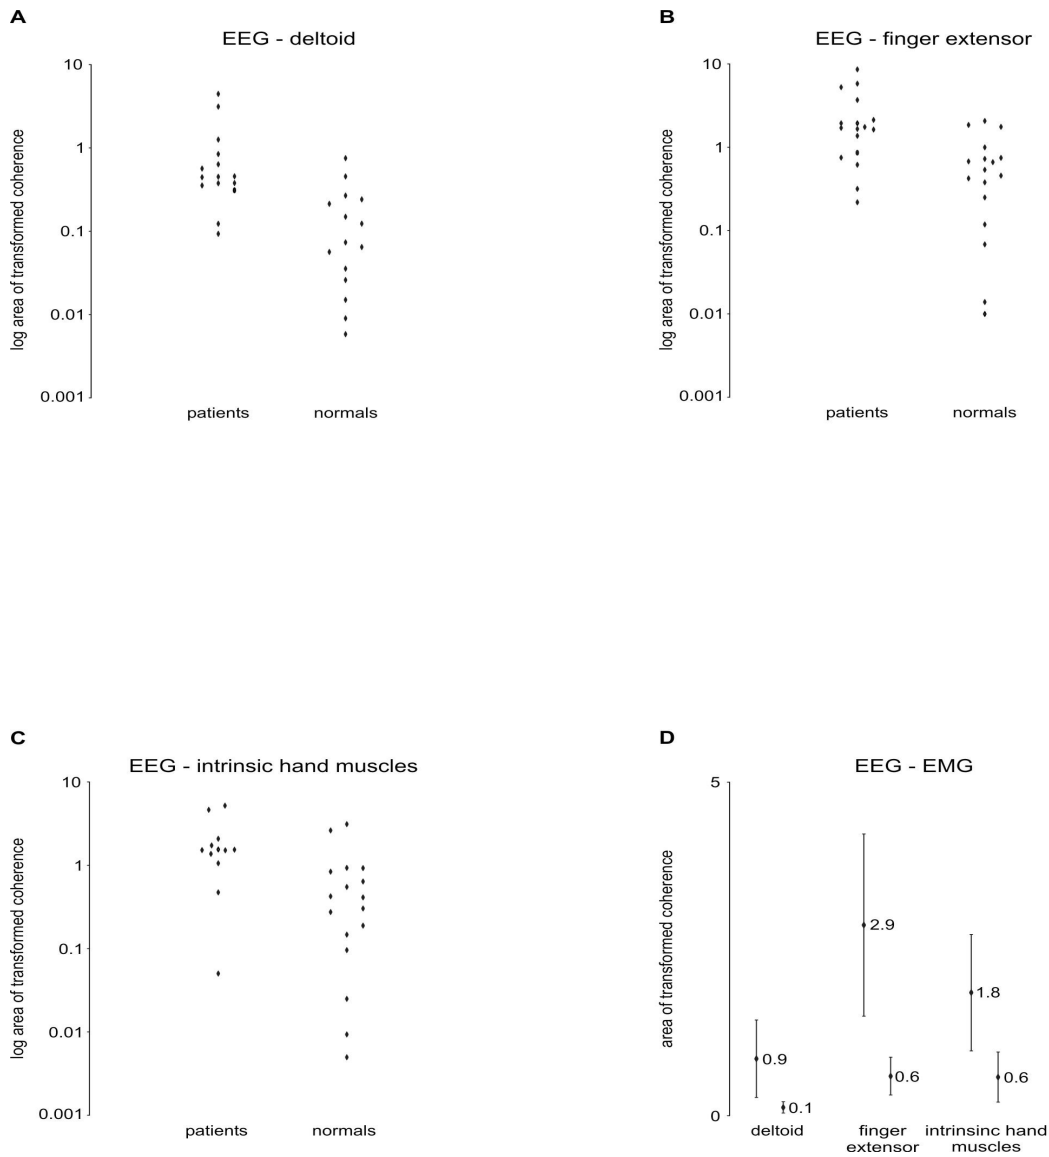 A
EEG - deltoid
10
1
0.1
0.01
0.001
log area of transformed coherence
patients
normals
B
EEG - finger extensor
10
1
0.1
0.01
0.001
log area of transformed coherence
patients
normals
C
EEG - intrinsic hand muscles
10
1
0.1
0.01
0.001
log area of transformed coherence
patients
normals
D
EEG - EMG
5
0
area of transformed coherence
0.9
0.1
2.9
0.6
1.8
0.6
deltoid
finger
extensor
intrinsinc hand
muscles